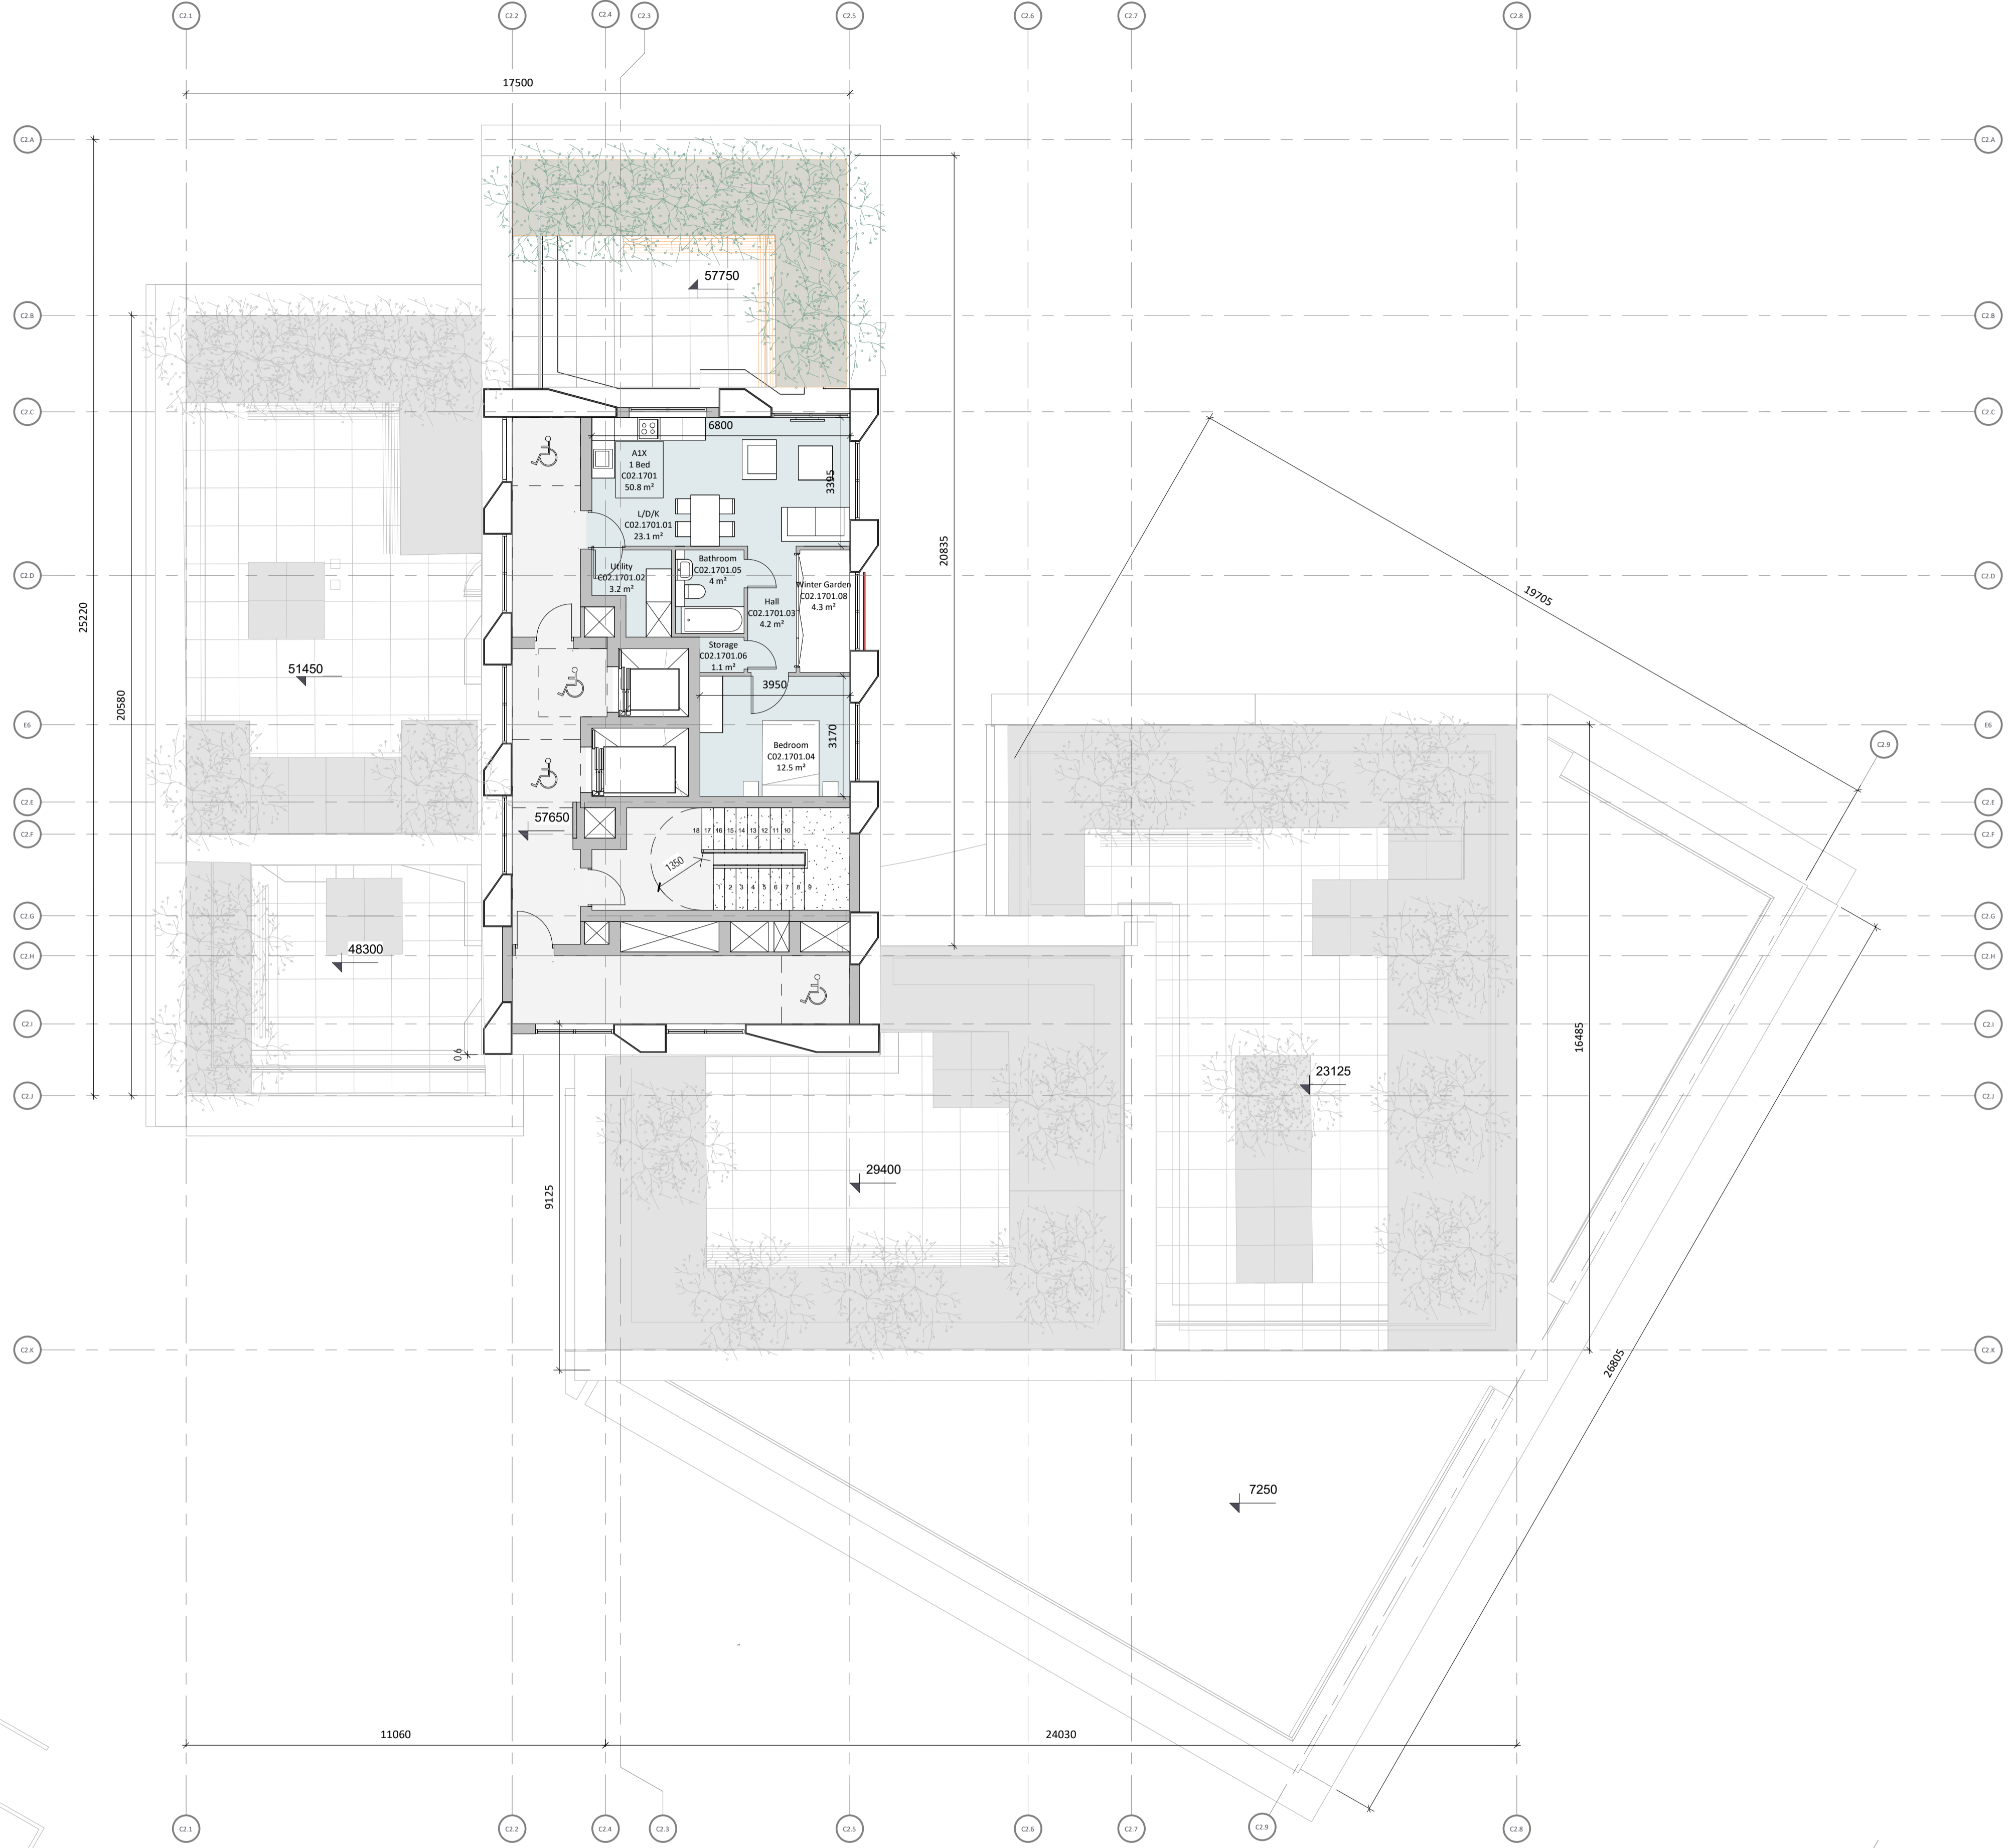 C2.1
C2.2
C2.4
C2.3
C2.5
C2.6
C2.7
C2.8
17500
C2.A
C2.A
57750
C2.B
C2.B
C2.C
C2.C
6800
A1X
1 Bed
C02.1701
50.8 m²
3395
L/D/K
C02.1701.01
23.1 m²
20835
Bathroom
C02.1701.05
4 m²
Utility
C02.1701.02
3.2 m²
Winter Garden
C02.1701.08
4.3 m²
Hall
C02.1701.03
4.2 m²
C2.D
C2.D
19705
25220
Storage
C02.1701.06
1.1 m²
51450
20580
3950
E6
E6
C2.9
3170
Bedroom
C02.1701.04
12.5 m²
C2.E
C2.E
57650
C2.F
C2.F
18 17 16 15 14 13 12 11 10
1350
1 2 3 4 5 6 7 8 9
C2.G
C2.G
48300
C2.H
C2.H
C2.I
C2.I
16485
0.6
23125
C2.J
C2.J
29400
9125
C2.K
C2.K
26805
7250
11060
24030
C2.1
C2.2
C2.4
C2.3
C2.5
C2.6
C2.7
C2.9
C2.8